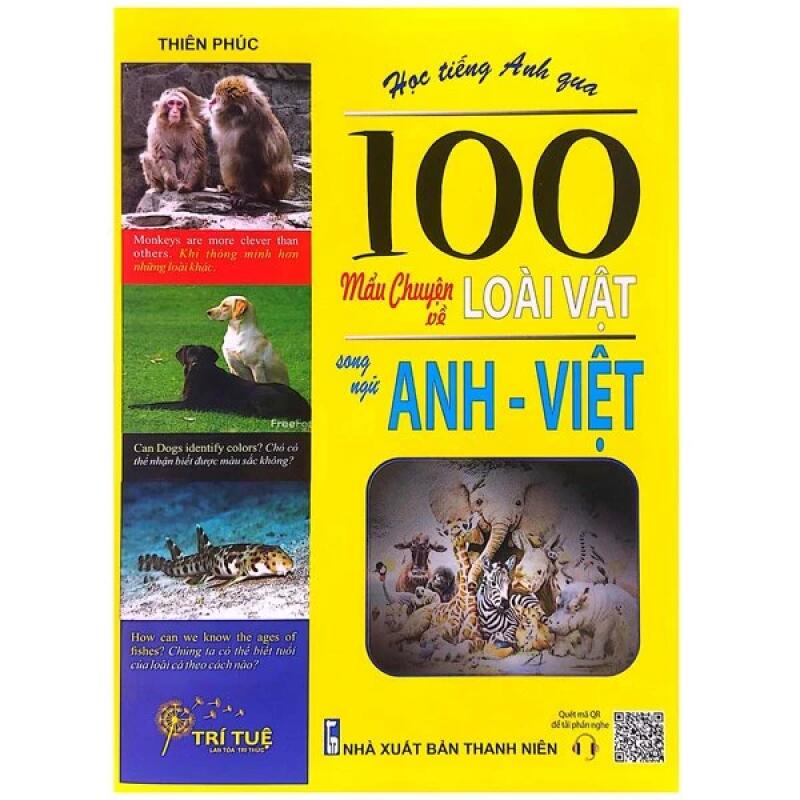 THIÊN PHÚC
Học tiếng Anh qua
100
Mẩu Chuyện
về
LOÀI VẬT
song
ngữ
ANH - VIỆT
Monkeys are more clever than
others. Khỉ thông minh hơn
những loài khác.
Can Dogs identify colors? Chó có
thể nhận biết được màu sắc không?
How can we know the ages of
fishes? Chúng ta có thể biết tuổi
của loài cá theo cách nào?
TRÍ TUỆ
LAN TỎA TRI THỨC
NHÀ XUẤT BẢN THANH NIÊN
Quét mã QR
để tải phần nghe